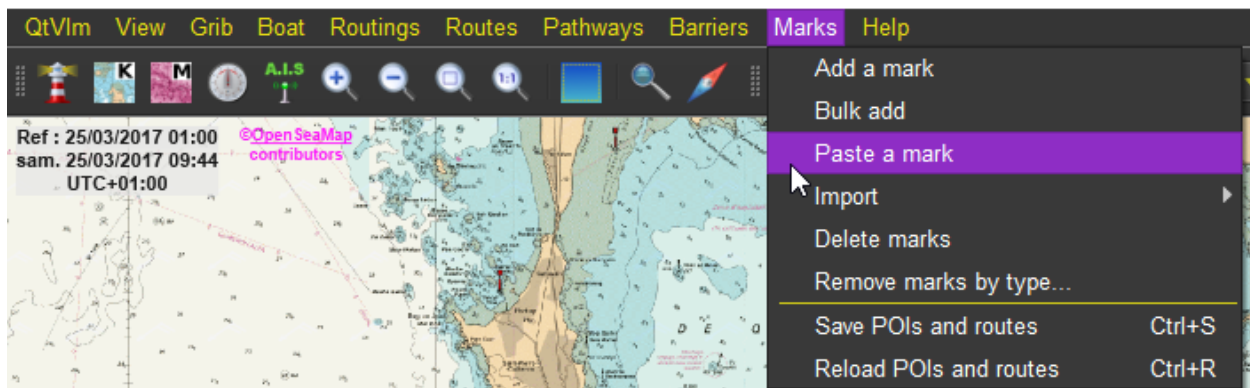 QtVlm View Grib Boat Routings Routes Pathways Barriers Marks Help
K M A.I.S 1:1
Ref : 25/03/2017 01:00
sam. 25/03/2017 09:44
UTC+01:00
©OpenSeaMap
contributors
Add a mark
Bulk add
Paste a mark
Import
Delete marks
Remove marks by type...
Save POIs and routes Ctrl+S
Reload POIs and routes Ctrl+R